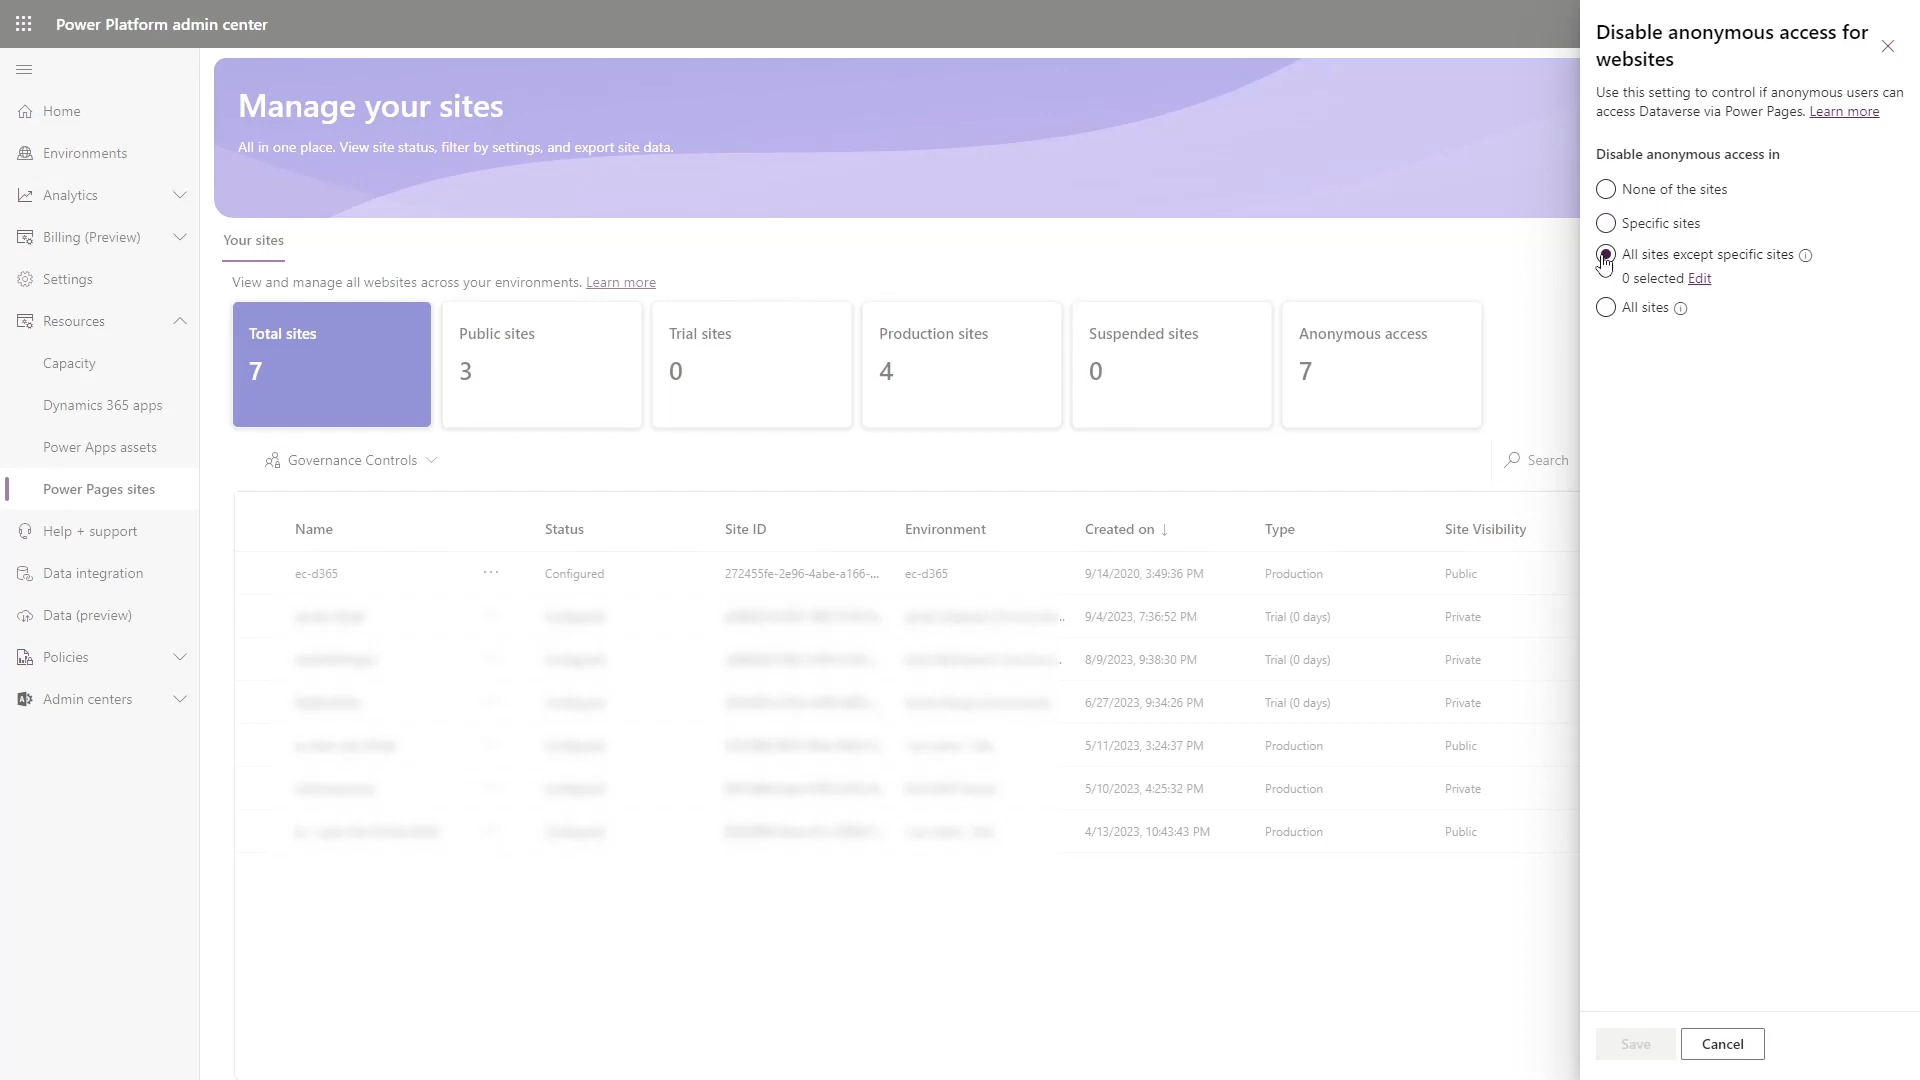 Power Platform admin center
Home
Environments
Analytics
Billing (Preview)
Settings
Resources
Capacity
Dynamics 365 apps
Power Apps assets
Power Pages sites
Help + support
Data integration
Data (preview)
Policies
Admin centers
Manage your sites
All in one place. View site status, filter by settings, and export site data.
Your sites
View and manage all websites across your environments. Learn more
Total sites
7
Public sites
3
Trial sites
0
Production sites
4
Suspended sites
0
Anonymous access
7
Governance Controls
Search
Name Status Site ID Environment Created on ↓ Type Site Visibility
ec-d365 ··· Configured 272455fe-2e96-4abe-a166-... ec-d365 9/14/2020, 3:49:36 PM Production Public
9/4/2023, 7:36:52 PM Trial (0 days) Private
8/9/2023, 9:38:30 PM Trial (0 days) Private
6/27/2023, 9:34:26 PM Trial (0 days) Private
5/11/2023, 3:24:37 PM Production Public
5/10/2023, 4:25:32 PM Production Private
4/13/2023, 10:43:43 PM Production Public
Disable anonymous access for
websites
Use this setting to control if anonymous users can
access Dataverse via Power Pages. Learn more
Disable anonymous access in
None of the sites
Specific sites
All sites except specific sites
0 selected Edit
All sites
Save
Cancel